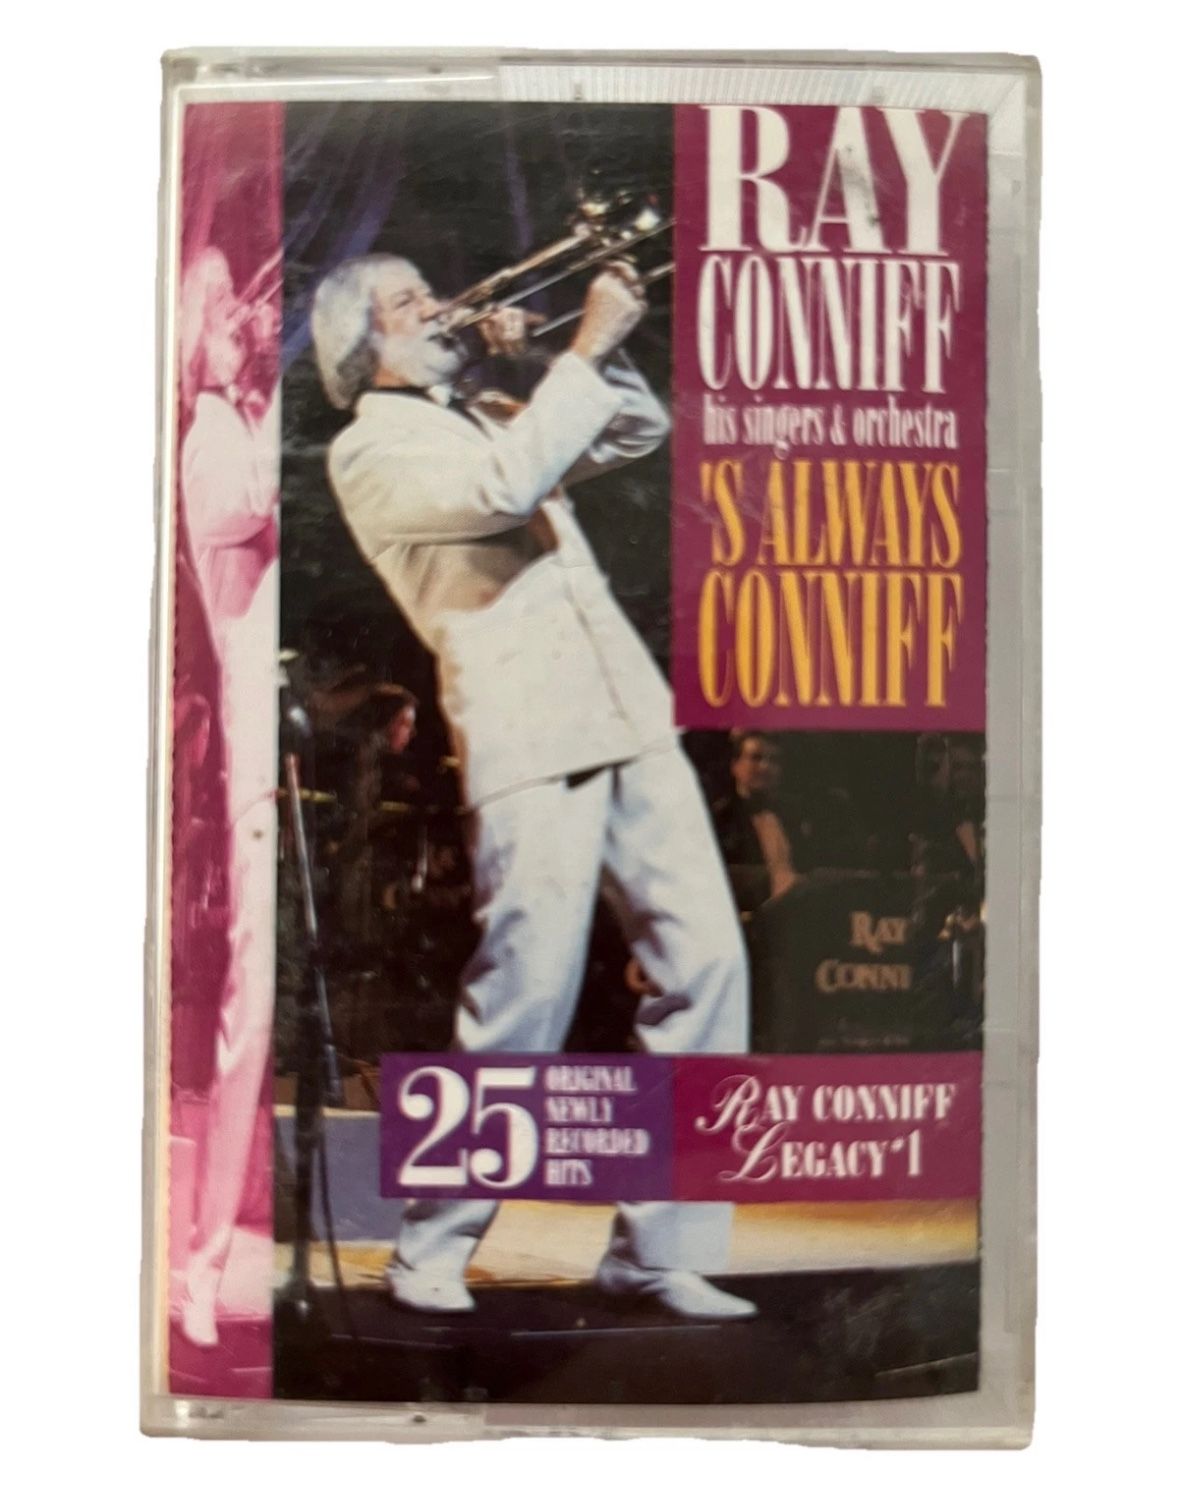 RAY
CONNIFF
his singers & orchestra
'S ALWAYS
CONNIFF
RAY
CONNI
25
ORIGINAL
NEWLY
RECORDED
HITS
RAY CONNIFF
LEGACY #1